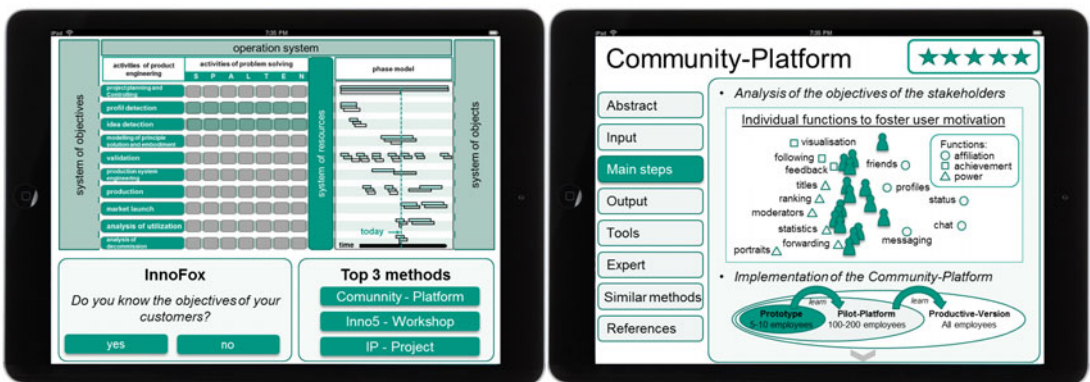 iPad
7:35 PM
operation system
system of objectives
activities of product
engineering
activities of problem solving
S P A L T E N
system of resources
phase model
system of objects
project planning and
Controlling
profil detection
idea detection
modelling of principle
solution and embodiment
validation
production system
engineering
production
market launch
analysis of utilization
analysis of
decommission
today
time
InnoFox
Do you know the objectives of your
customers?
yes
no
Top 3 methods
Comunnity - Platform
Inno5 - Workshop
IP - Project
iPad
7:35 PM
Community-Platform
Abstract
Input
Main steps
Output
Tools
Expert
Similar methods
References
• Analysis of the objectives of the stakeholders
Individual functions to foster user motivation
visualisation
following
feedback
titles
ranking
moderators
statistics
forwarding
portraits
friends
profiles
status
chat
messaging
Functions:
affiliation
achievement
power
• Implementation of the Community-Platform
learn
learn
Prototype
5-10 employees
Pilot-Platform
100-200 employees
Productive-Version
All employees